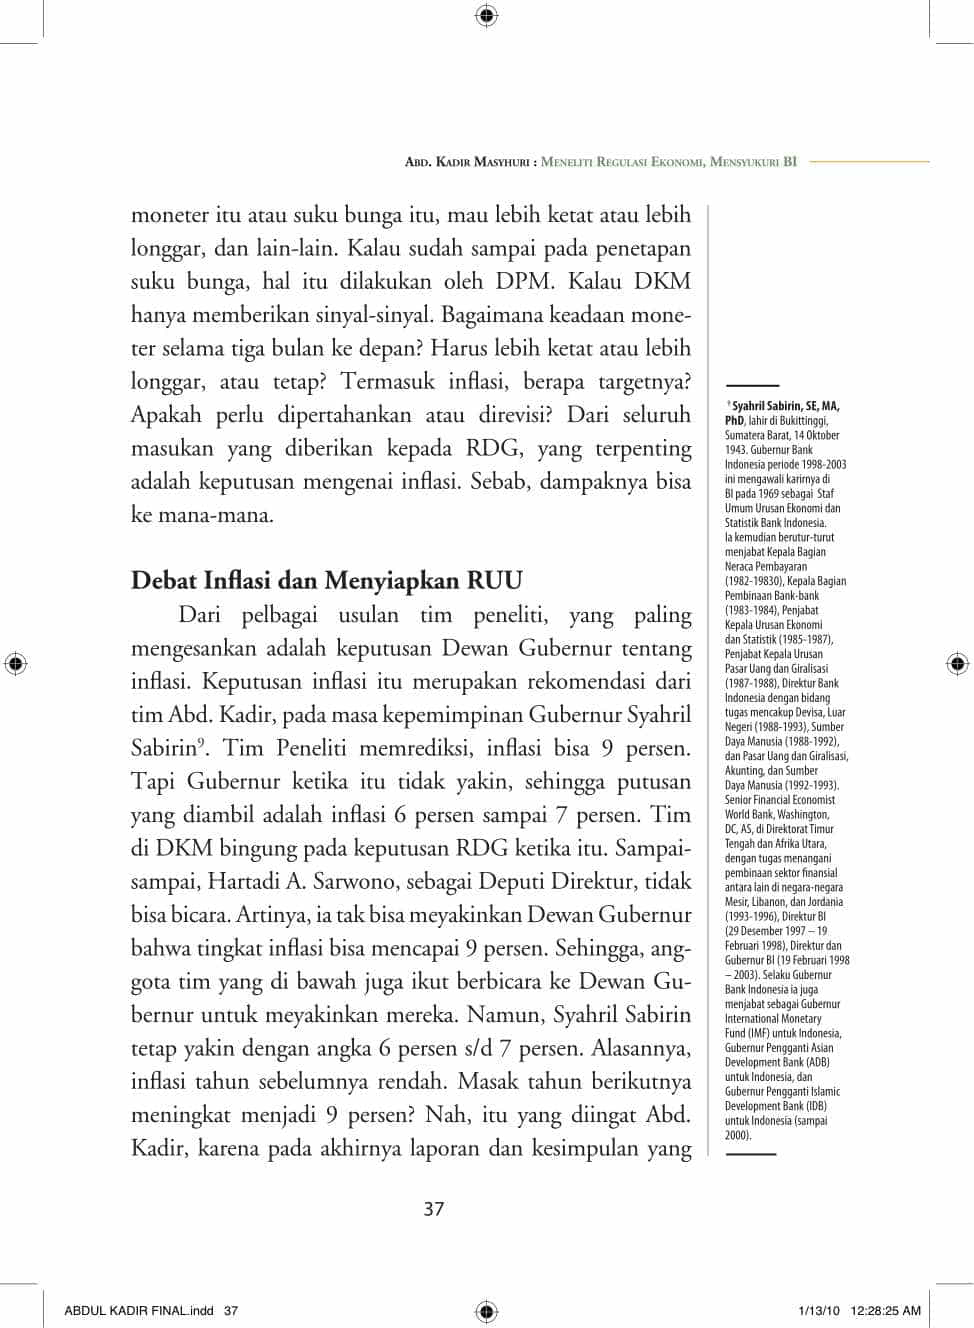 Abd. Kadir Masyhuri : Meneliti Regulasi Ekonomi, Mensyukuri BI
moneter itu atau suku bunga itu, mau lebih ketat atau lebih
longgar, dan lain-lain. Kalau sudah sampai pada penetapan
suku bunga, hal itu dilakukan oleh DPM. Kalau DKM
hanya memberikan sinyal-sinyal. Bagaimana keadaan mone-
ter selama tiga bulan ke depan? Harus lebih ketat atau lebih
longgar, atau tetap? Termasuk inflasi, berapa targetnya?
Apakah perlu dipertahankan atau direvisi? Dari seluruh
masukan yang diberikan kepada RDG, yang terpenting
adalah keputusan mengenai inflasi. Sebab, dampaknya bisa
ke mana-mana.
Debat Inflasi dan Menyiapkan RUU
Dari pelbagai usulan tim peneliti, yang paling
mengesankan adalah keputusan Dewan Gubernur tentang
inflasi. Keputusan inflasi itu merupakan rekomendasi dari
tim Abd. Kadir, pada masa kepemimpinan Gubernur Syahril
Sabirin⁹. Tim Peneliti memrediksi, inflasi bisa 9 persen.
Tapi Gubernur ketika itu tidak yakin, sehingga putusan
yang diambil adalah inflasi 6 persen sampai 7 persen. Tim
di DKM bingung pada keputusan RDG ketika itu. Sampai-
sampai, Hartadi A. Sarwono, sebagai Deputi Direktur, tidak
bisa bicara. Artinya, ia tak bisa meyakinkan Dewan Gubernur
bahwa tingkat inflasi bisa mencapai 9 persen. Sehingga, ang-
gota tim yang di bawah juga ikut berbicara ke Dewan Gu-
bernur untuk meyakinkan mereka. Namun, Syahril Sabirin
tetap yakin dengan angka 6 persen s/d 7 persen. Alasannya,
inflasi tahun sebelumnya rendah. Masak tahun berikutnya
meningkat menjadi 9 persen? Nah, itu yang diingat Abd.
Kadir, karena pada akhirnya laporan dan kesimpulan yang
⁹ Syahril Sabirin, SE, MA,
PhD, lahir di Bukittinggi,
Sumatera Barat, 14 Oktober
1943. Gubernur Bank
Indonesia periode 1998-2003
ini mengawali karirnya di
BI pada 1969 sebagai Staf
Umum Urusan Ekonomi dan
Statistik Bank Indonesia.
Ia kemudian berutur-turut
menjabat Kepala Bagian
Neraca Pembayaran
(1982-19830), Kepala Bagian
Pembinaan Bank-bank
(1983-1984), Penjabat
Kepala Urusan Ekonomi
dan Statistik (1985-1987),
Penjabat Kepala Urusan
Pasar Uang dan Giralisasi
(1987-1988), Direktur Bank
Indonesia dengan bidang
tugas mencakup Devisa, Luar
Negeri (1988-1993), Sumber
Daya Manusia (1988-1992),
dan Pasar Uang dan Giralisasi,
Akunting, dan Sumber
Daya Manusia (1992-1993).
Senior Financial Economist
World Bank, Washington,
DC, AS, di Direktorat Timur
Tengah dan Afrika Utara,
dengan tugas menangani
pembinaan sektor finansial
antara lain di negara-negara
Mesir, Libanon, dan Jordania
(1993-1996), Direktur BI
(29 Desember 1997 – 19
Februari 1998), Direktur dan
Gubernur BI (19 Februari 1998
– 2003). Selaku Gubernur
Bank Indonesia ia juga
menjabat sebagai Gubernur
International Monetary
Fund (IMF) untuk Indonesia,
Gubernur Pengganti Asian
Development Bank (ADB)
untuk Indonesia, dan
Gubernur Pengganti Islamic
Development Bank (IDB)
untuk Indonesia (sampai
2000).
37
ABDUL KADIR FINAL.indd 37
1/13/10 12:28:25 AM